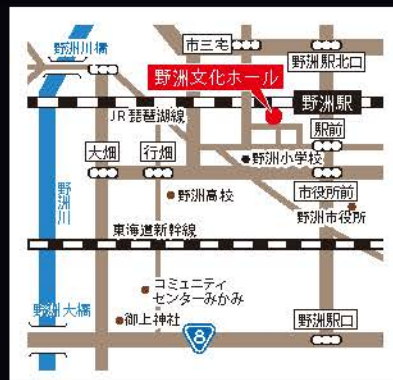 市三宅
野洲川橋
野洲駅北口
野洲文化ホール
野洲駅
JR琵琶湖線
駅前
大畑
行畑
野洲小学校
野洲高校
市役所前
野洲川
野洲市役所
東海道新幹線
コミュニティ
センターみかみ
野洲大橋
御上神社
野洲駅口
8